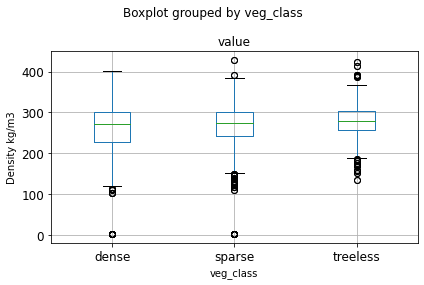 Boxplot grouped by veg_class
value
Density kg/m3
400
300
200
100
0
dense sparse treeless
veg_class